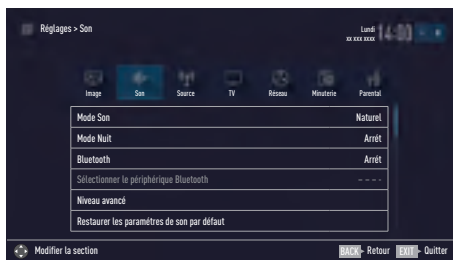 Réglages > Son
Lundi
xx xxx xxxx
14:00
Image Son Source TV Réseau Minuterie Parental
Mode Son Naturel
Mode Nuit Arrêt
Bluetooth Arrêt
Sélectionner le périphérique Bluetooth - - - -
Niveau avancé
Restaurer les paramètres de son par défaut
Modifier la section BACK Retour EXIT Quitter